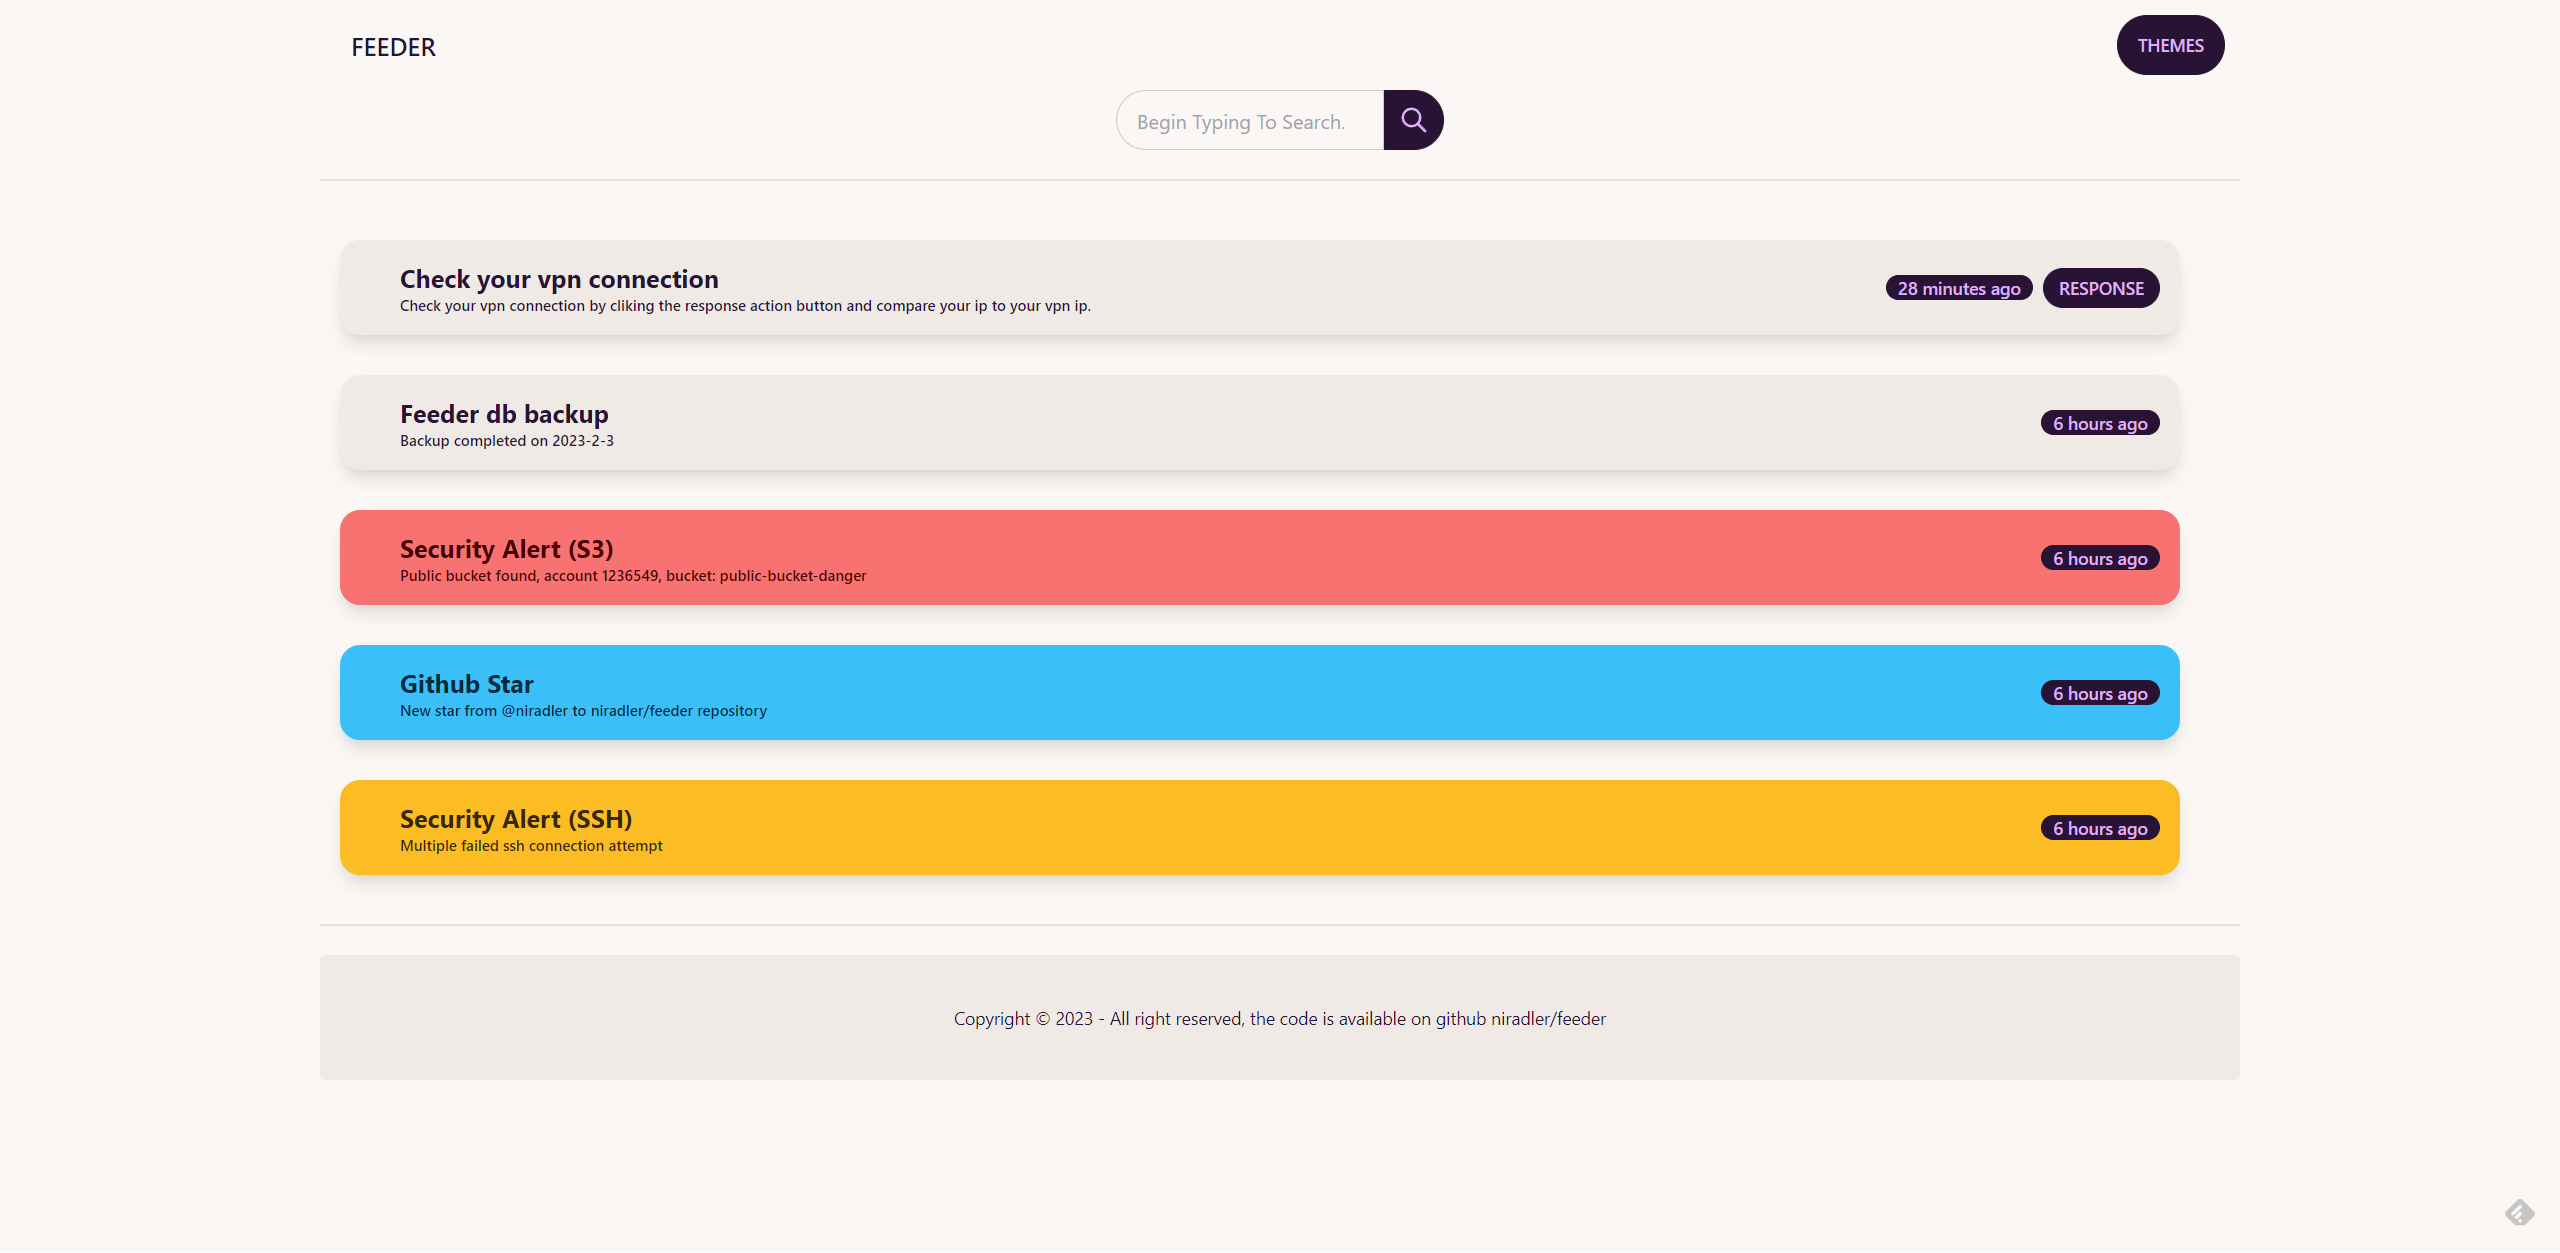 FEEDER
THEMES
Begin Typing To Search.
Check your vpn connection
Check your vpn connection by cliking the response action button and compare your ip to your vpn ip.
28 minutes ago
RESPONSE
Feeder db backup
Backup completed on 2023-2-3
6 hours ago
Security Alert (S3)
Public bucket found, account 1236549, bucket: public-bucket-danger
6 hours ago
Github Star
New star from @niradler to niradler/feeder repository
6 hours ago
Security Alert (SSH)
Multiple failed ssh connection attempt
6 hours ago
Copyright © 2023 - All right reserved, the code is available on github niradler/feeder